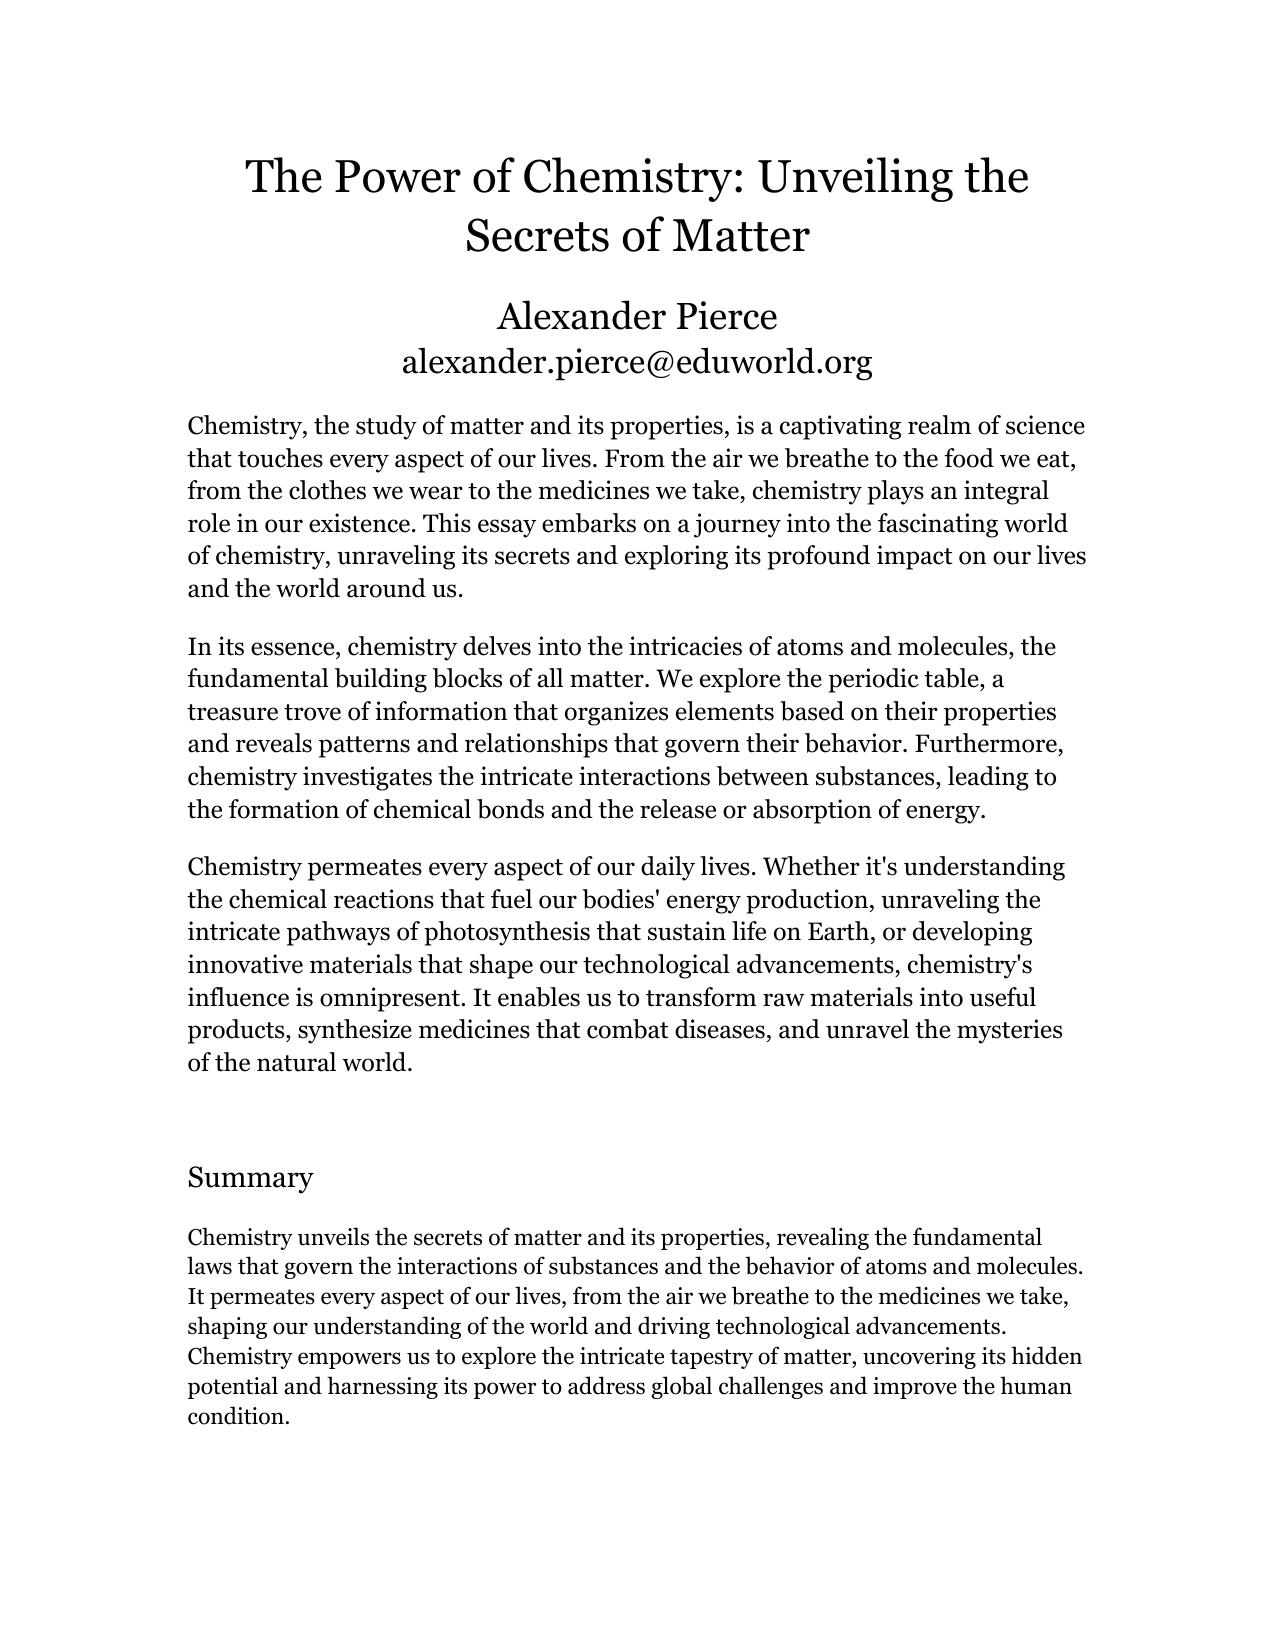 The Power of Chemistry: Unveiling the
Secrets of Matter
Alexander Pierce
alexander.pierce@eduworld.org
Chemistry, the study of matter and its properties, is a captivating realm of science
that touches every aspect of our lives. From the air we breathe to the food we eat,
from the clothes we wear to the medicines we take, chemistry plays an integral
role in our existence. This essay embarks on a journey into the fascinating world
of chemistry, unraveling its secrets and exploring its profound impact on our lives
and the world around us.
In its essence, chemistry delves into the intricacies of atoms and molecules, the
fundamental building blocks of all matter. We explore the periodic table, a
treasure trove of information that organizes elements based on their properties
and reveals patterns and relationships that govern their behavior. Furthermore,
chemistry investigates the intricate interactions between substances, leading to
the formation of chemical bonds and the release or absorption of energy.
Chemistry permeates every aspect of our daily lives. Whether it's understanding
the chemical reactions that fuel our bodies' energy production, unraveling the
intricate pathways of photosynthesis that sustain life on Earth, or developing
innovative materials that shape our technological advancements, chemistry's
influence is omnipresent. It enables us to transform raw materials into useful
products, synthesize medicines that combat diseases, and unravel the mysteries
of the natural world.
Summary
Chemistry unveils the secrets of matter and its properties, revealing the fundamental
laws that govern the interactions of substances and the behavior of atoms and molecules.
It permeates every aspect of our lives, from the air we breathe to the medicines we take,
shaping our understanding of the world and driving technological advancements.
Chemistry empowers us to explore the intricate tapestry of matter, uncovering its hidden
potential and harnessing its power to address global challenges and improve the human
condition.